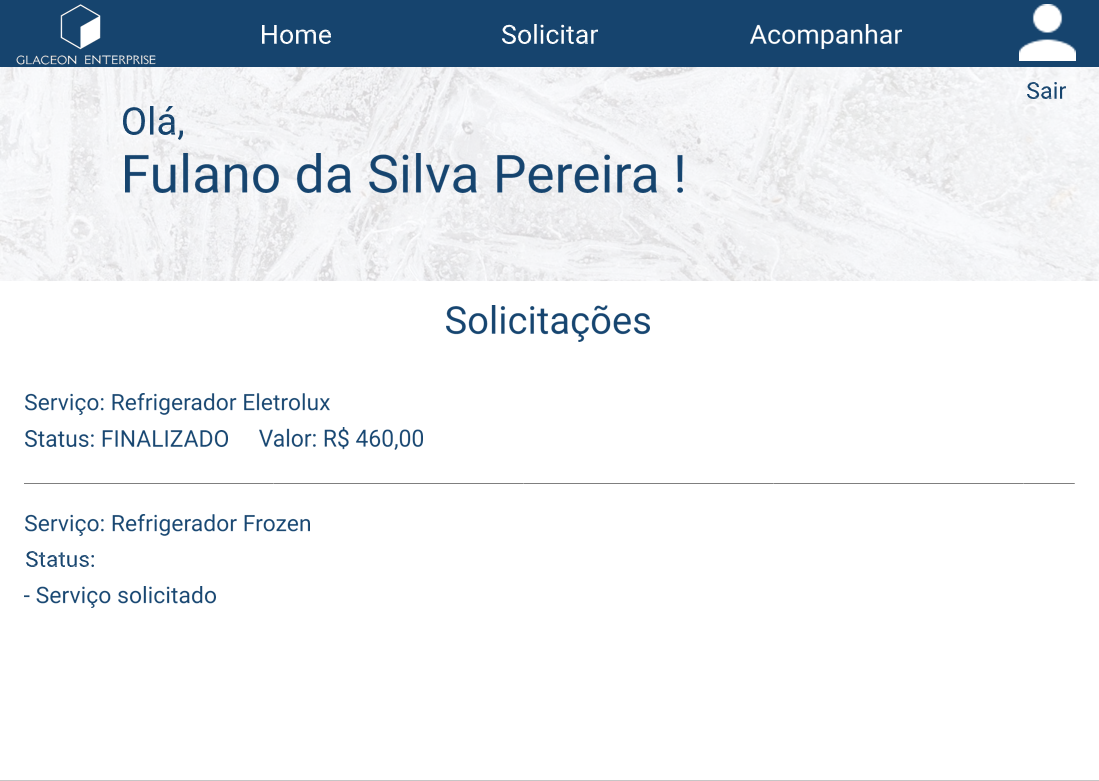 GLACEON ENTERPRISE
Home
Solicitar
Acompanhar
Sair
Olá,
Fulano da Silva Pereira !
Solicitações
Serviço: Refrigerador Eletrolux
Status: FINALIZADO Valor: R$ 460,00
Serviço: Refrigerador Frozen
Status:
- Serviço solicitado